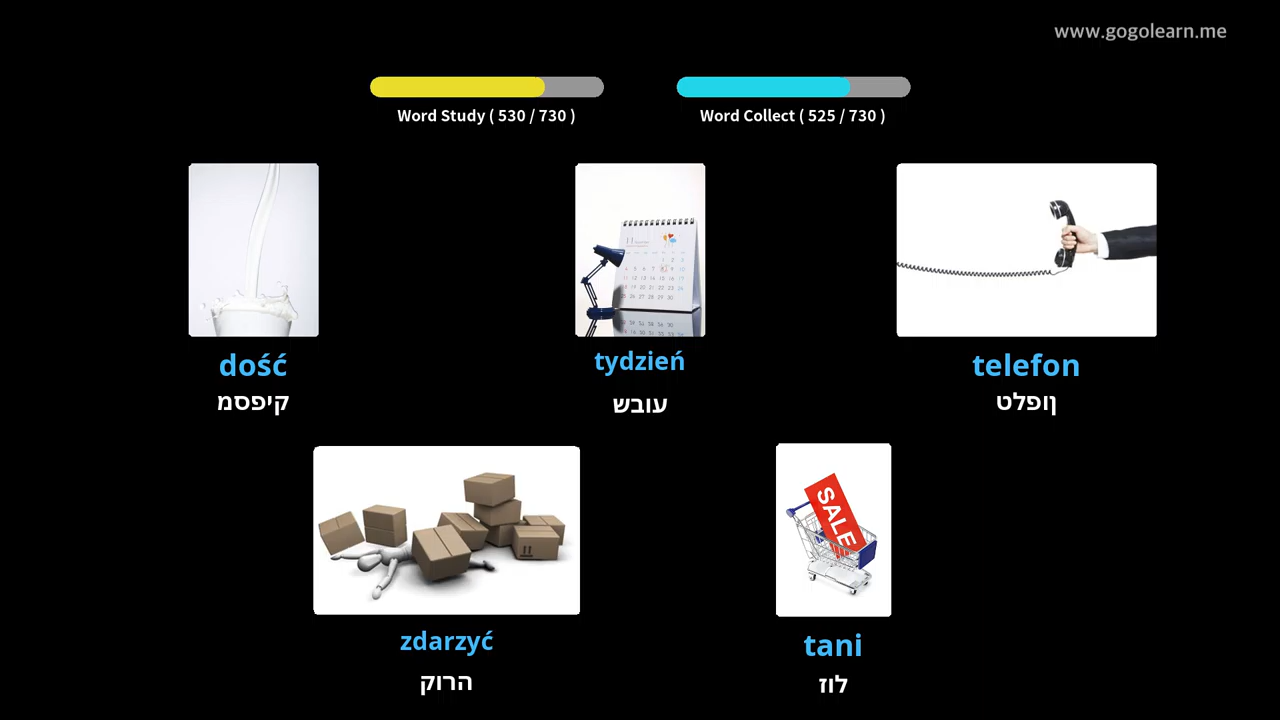 www.gogolearn.me
Word Study ( 530 / 730 )
Word Collect ( 525 / 730 )
dość
קיפסמ
tydzień
עובש
telefon
ןופלט
zdarzyć
הרוק
tani
לוז
SALE